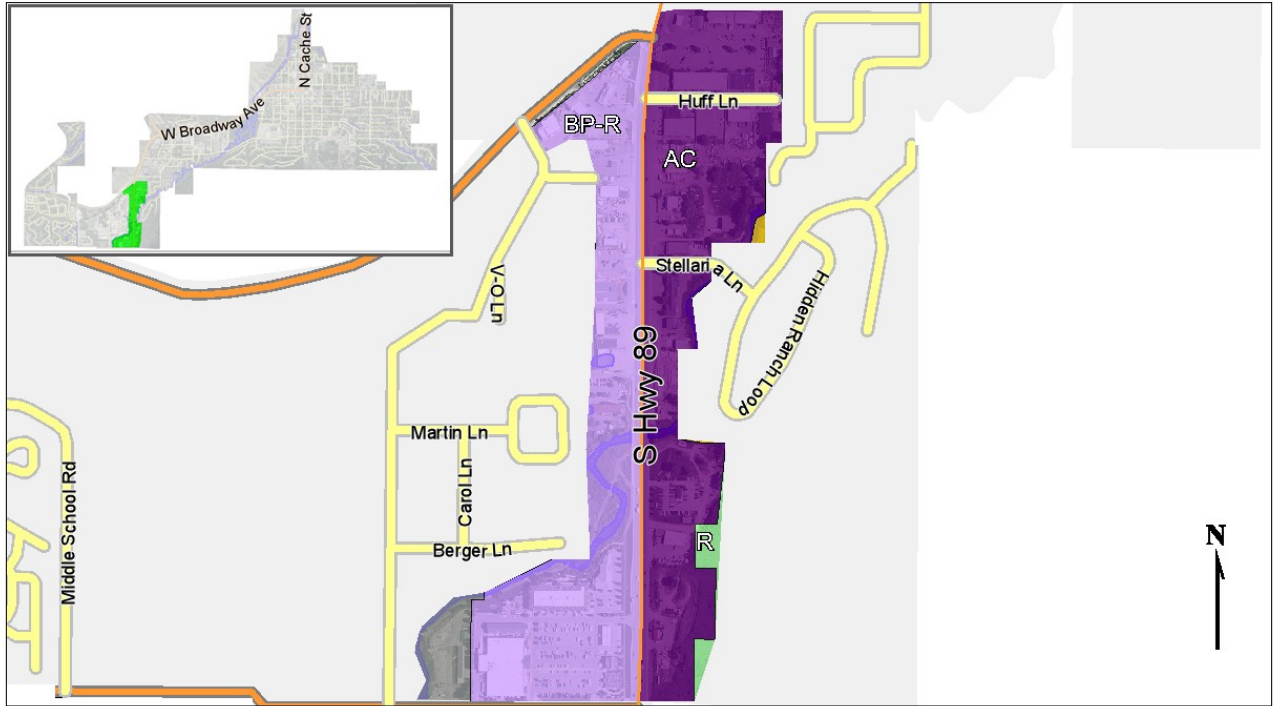 N Cache St
W Broadway Ave
BP-R
Huff Ln
AC
Stellaria Ln
V-O Ln
Hidden Ranch Loop
S Hwy 89
Martin Ln
Carol Ln
Middle School Rd
Berger Ln
R
N